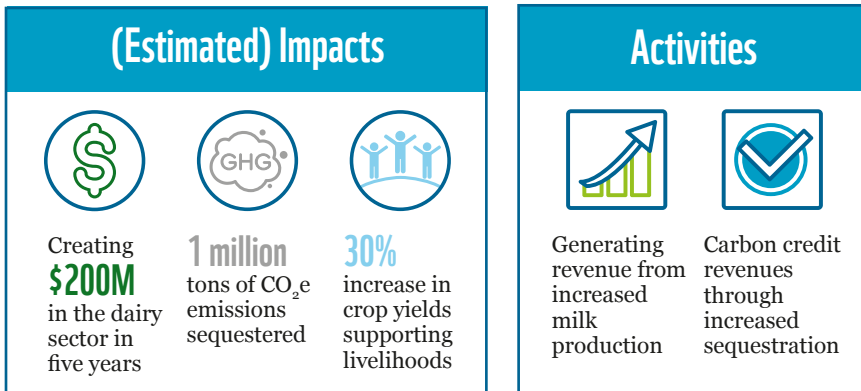 (Estimated) Impacts
GHG
Creating
$200M
in the dairy
sector in
five years
1 million
tons of CO₂e
emissions
sequestered
30%
increase in
crop yields
supporting
livelihoods
Activities
Generating
revenue from
increased
milk
production
Carbon credit
revenues
through
increased
sequestration